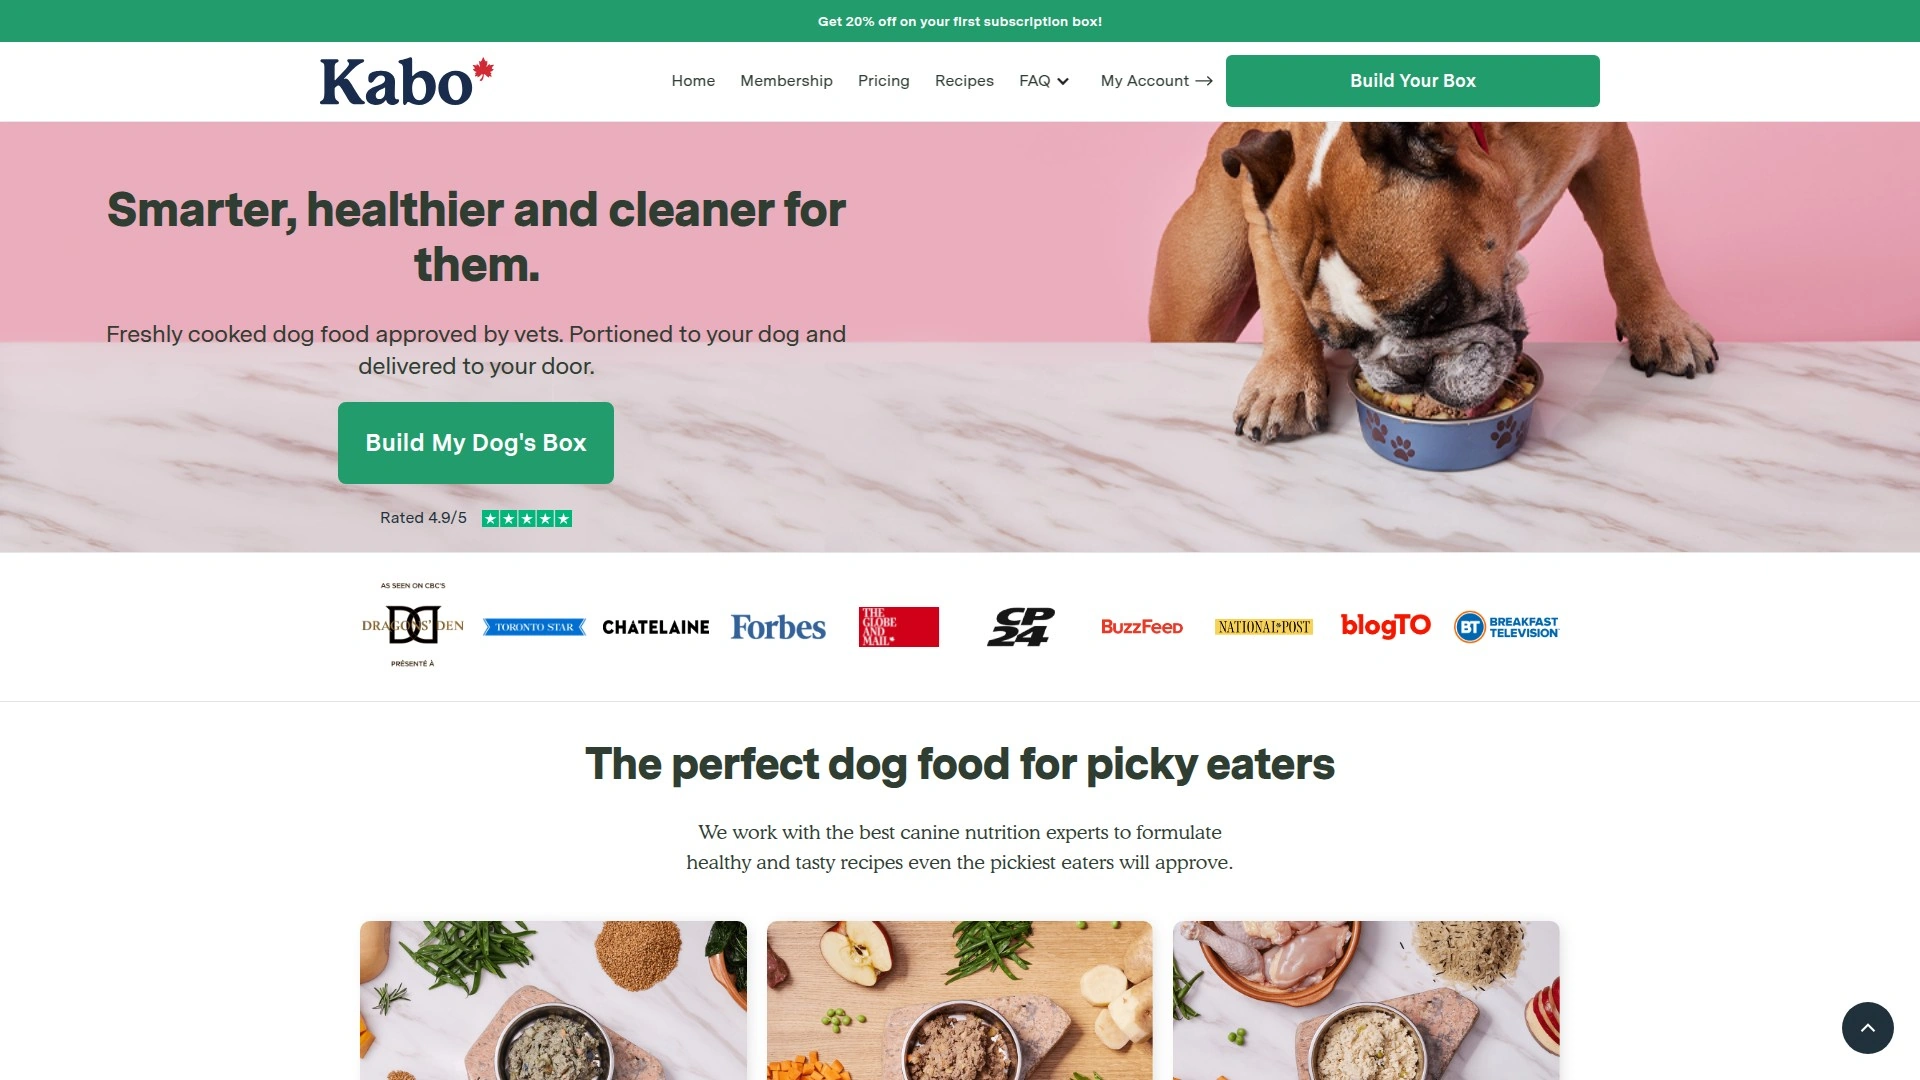 Get 20% off on your first subscription box!
Kabo
Home
Membership
Pricing
Recipes
FAQ
My Account
Build Your Box
Smarter, healthier and cleaner for
them.
Freshly cooked dog food approved by vets. Portioned to your dog and
delivered to your door.
Build My Dog's Box
Rated 4.9/5
AS SEEN ON CBC'S
DRAGONS' DEN
PRÉSENTÉ À
TORONTO STAR
CHATELAINE
Forbes
THE
GLOBE
AND
MAIL*
CP
24
BuzzFeed
NATIONAL*POST
blogTO
BT
BREAKFAST
TELEVISION
The perfect dog food for picky eaters
We work with the best canine nutrition experts to formulate
healthy and tasty recipes even the pickiest eaters will approve.